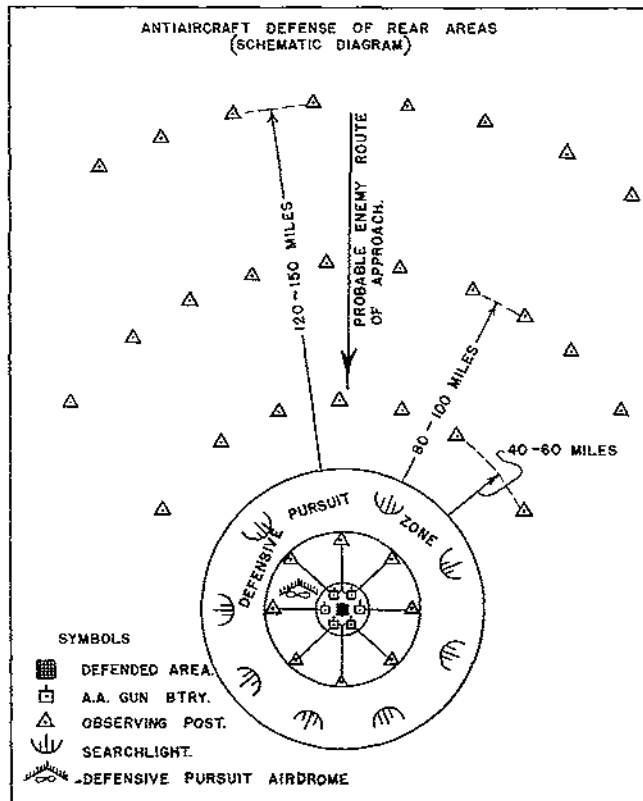 ANTIAIRCRAFT DEFENSE OF REAR AREAS
(SCHEMATIC DIAGRAM)
120-150 MILES
PROBABLE ENEMY ROUTE
OF APPROACH.
80-100 MILES
40-60 MILES
DEFENSIVE PURSUIT ZONE
SYMBOLS
DEFENDED AREA.
A.A. GUN BTRY.
OBSERVING POST.
SEARCHLIGHT.
DEFENSIVE PURSUIT AIRDROME